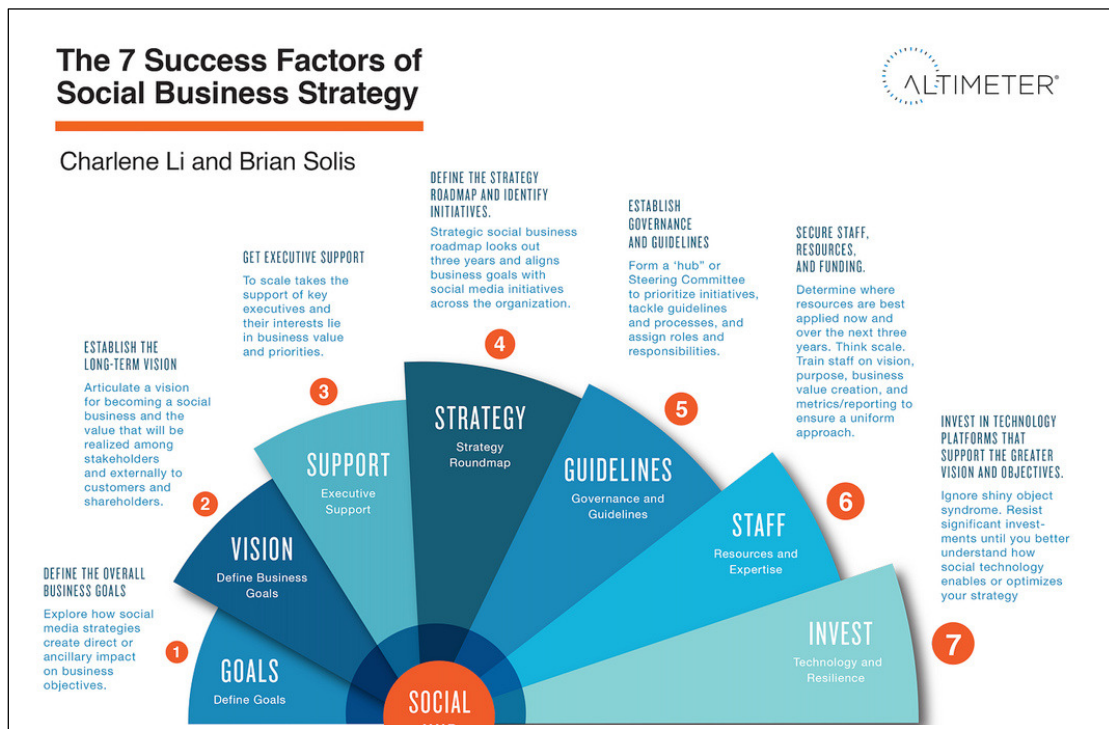 The 7 Success Factors of
Social Business Strategy
ALTIMETER®
Charlene Li and Brian Solis
DEFINE THE OVERALL
BUSINESS GOALS
Explore how social
media strategies
create direct or
ancillary impact
on business
objectives.
1
GOALS
Define Goals
ESTABLISH THE
LONG-TERM VISION
Articulate a vision
for becoming a social
business and the
value that will be
realized among
stakeholders
and externally to
customers and
shareholders.
2
VISION
Define Business
Goals
GET EXECUTIVE SUPPORT
To scale takes the
support of key
executives and
their interests lie
in business value
and priorities.
3
SUPPORT
Executive
Support
DEFINE THE STRATEGY
ROADMAP AND IDENTIFY
INITIATIVES.
Strategic social business
roadmap looks out
three years and aligns
business goals with
social media initiatives
across the organization.
4
STRATEGY
Strategy
Roundmap
ESTABLISH
GOVERNANCE
AND GUIDELINES
Form a ‘hub” or
Steering Committee
to prioritize initiatives,
tackle guidelines
and processes, and
assign roles and
responsibilities.
5
GUIDELINES
Governance and
Guidelines
SECURE STAFF,
RESOURCES,
AND FUNDING.
Determine where
resources are best
applied now and
over the next three
years. Think scale.
Train staff on vision,
purpose, business
value creation, and
metrics/reporting to
ensure a uniform
approach.
6
STAFF
Resources and
Expertise
INVEST IN TECHNOLOGY
PLATFORMS THAT
SUPPORT THE GREATER
VISION AND OBJECTIVES.
Ignore shiny object
syndrome. Resist
significant invest-
ments until you better
understand how
social technology
enables or optimizes
your strategy
7
INVEST
Technology and
Resilience
SOCIAL